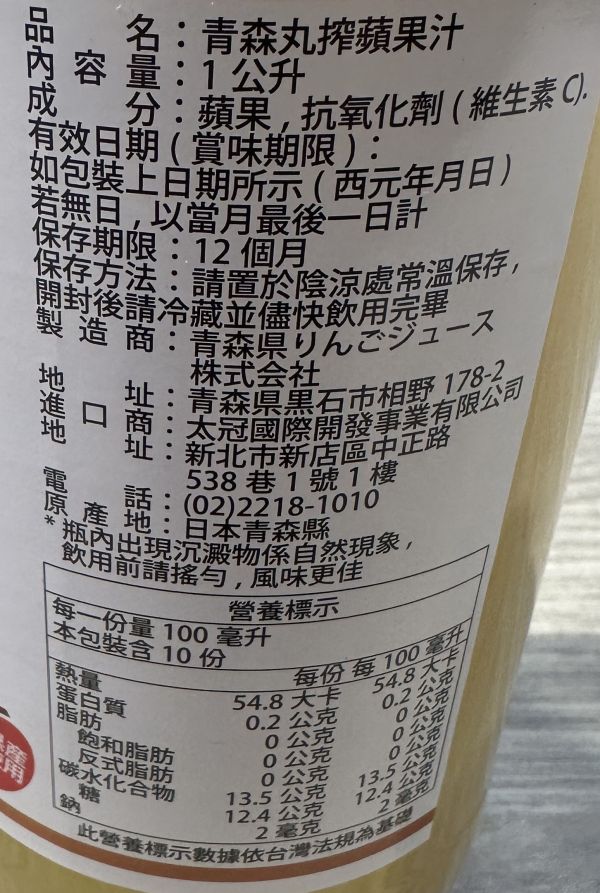 品名：青森丸搾蘋果汁
內容量：1 公升
成分：蘋果，抗氧化劑（維生素 C).
有效日期（賞味期限）：
如包裝上日期所示（西元年月日）
若無日，以當月最後一日計
保存期限：12 個月
保存方法：請置於陰涼處常溫保存，
開封後請冷藏並儘快飲用完畢
製造商：青森県りんごジュース
株式会社
地址：青森県黒石市相野 178-2
進口商：太冠國際開發事業有限公司
地址：新北市新店區中正路
538 巷 1 號 1 樓
電話：(02)2218-1010
原產地：日本青森縣
*瓶內出現沉澱物係自然現象，
飲用前請搖勻，風味更佳
營養標示
每一份量 100 毫升
本包裝含 10 份
每份 每 100 毫升
熱量 54.8 大卡 54.8 大卡
蛋白質 0.2 公克 0.2 公克
脂肪 0 公克 0 公克
飽和脂肪 0 公克 0 公克
反式脂肪 0 公克 0 公克
碳水化合物 13.5 公克 13.5 公克
糖 12.4 公克 12.4 公克
鈉 2 毫克 2 毫克
此營養標示數據依台灣法規為基礎
產
用